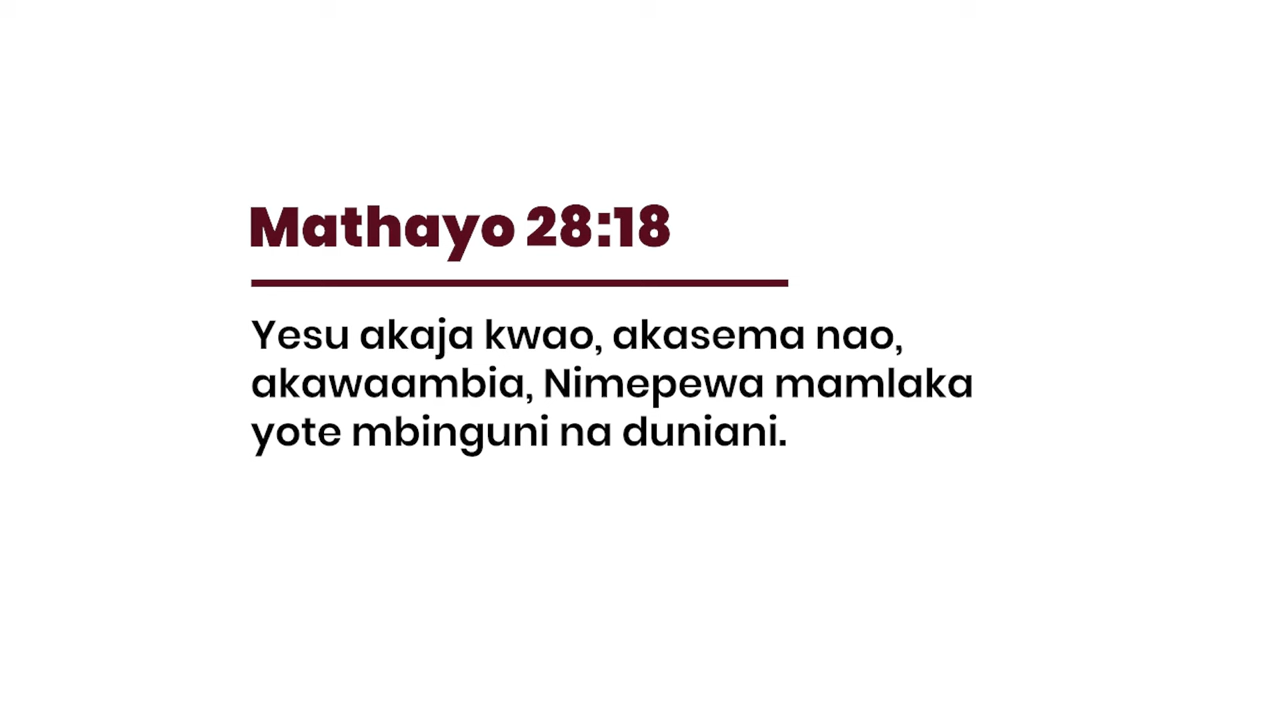 Mathayo 28:18
Yesu akaja kwao, akasema nao,
akawaambia, Nimepewa mamlaka
yote mbinguni na duniani.